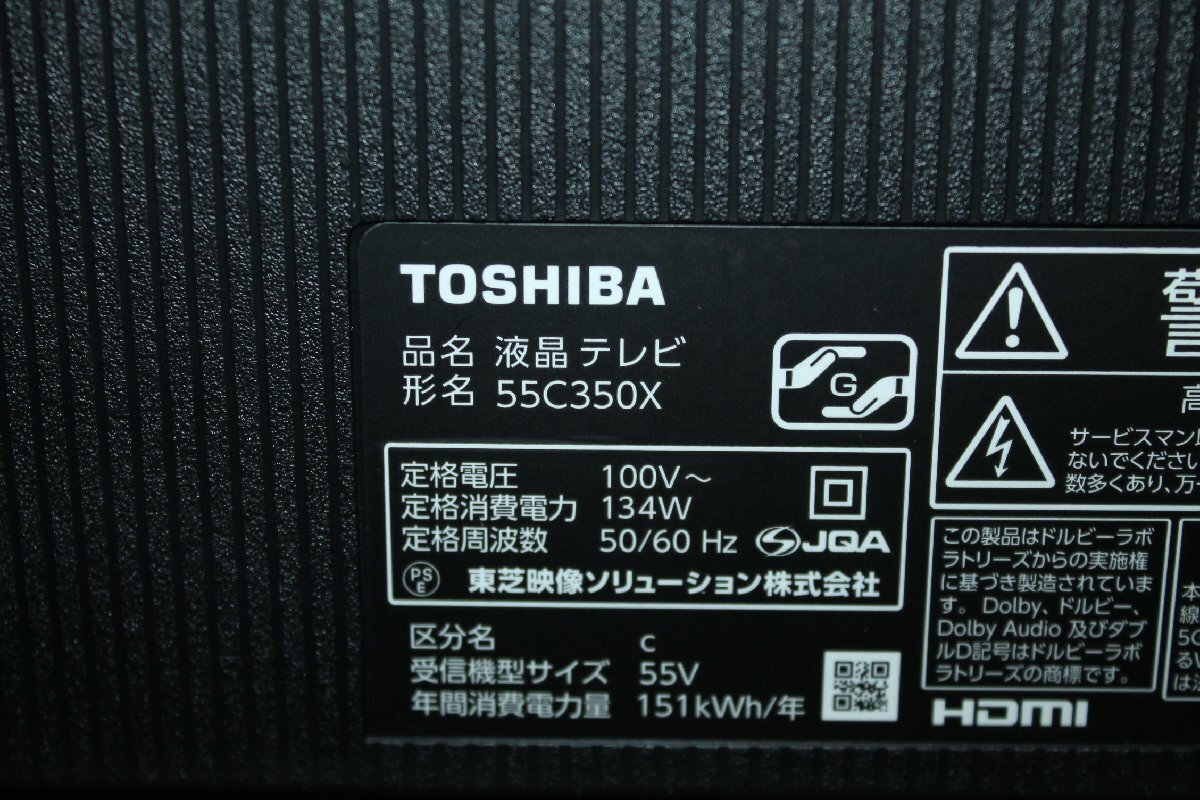 TOSHIBA
品名 液晶 テレビ
形名 55C350X
G
定格電圧 100V～
定格消費電力 134W
定格周波数 50/60 Hz JQA
PSE 東芝映像ソリューション株式会社
区分名 c
受信機型サイズ 55V
年間消費電力量 151kWh/年
高
サービスマン
ないでくださ
数多くあり、万一
この製品はドルビーラボ
ラトリーズからの実施権
に基づき製造されていま
す。Dolby、ドルビー、
Dolby Audio 及びダブ
ルD記号はドルビーラボ
ラトリーズの商標です。
HDMI
本
線
50
は